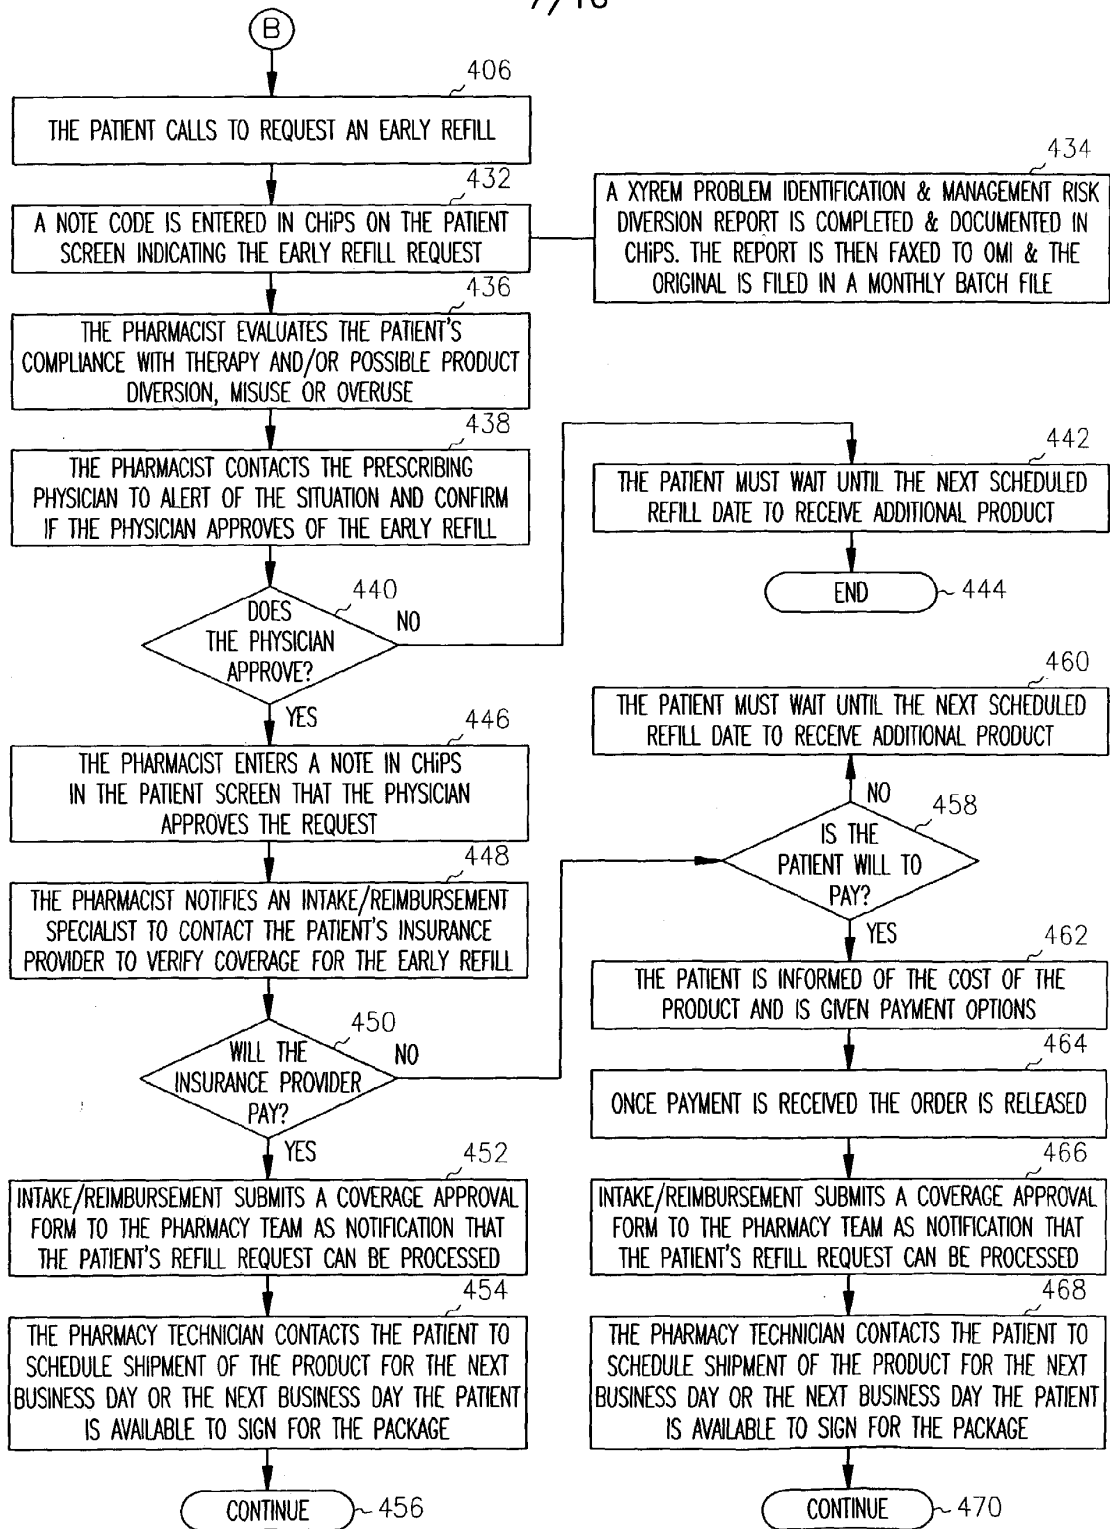 7/16
B
406
THE PATIENT CALLS TO REQUEST AN EARLY REFILL
432
A NOTE CODE IS ENTERED IN CHiPS ON THE PATIENT
SCREEN INDICATING THE EARLY REFILL REQUEST
434
A XYREM PROBLEM IDENTIFICATION & MANAGEMENT RISK
DIVERSION REPORT IS COMPLETED & DOCUMENTED IN
CHiPS. THE REPORT IS THEN FAXED TO OMI & THE
ORIGINAL IS FILED IN A MONTHLY BATCH FILE
436
THE PHARMACIST EVALUATES THE PATIENT'S
COMPLIANCE WITH THERAPY AND/OR POSSIBLE PRODUCT
DIVERSION, MISUSE OR OVERUSE
438
THE PHARMACIST CONTACTS THE PRESCRIBING
PHYSICIAN TO ALERT OF THE SITUATION AND CONFIRM
IF THE PHYSICIAN APPROVES OF THE EARLY REFILL
440
DOES
THE PHYSICIAN
APPROVE?
NO
442
THE PATIENT MUST WAIT UNTIL THE NEXT SCHEDULED
REFILL DATE TO RECEIVE ADDITIONAL PRODUCT
END
444
YES
446
THE PHARMACIST ENTERS A NOTE IN CHiPS
IN THE PATIENT SCREEN THAT THE PHYSICIAN
APPROVES THE REQUEST
448
THE PHARMACIST NOTIFIES AN INTAKE/REIMBURSEMENT
SPECIALIST TO CONTACT THE PATIENT'S INSURANCE
PROVIDER TO VERIFY COVERAGE FOR THE EARLY REFILL
450
WILL THE
INSURANCE PROVIDER
PAY?
NO
YES
452
INTAKE/REIMBURSEMENT SUBMITS A COVERAGE APPROVAL
FORM TO THE PHARMACY TEAM AS NOTIFICATION THAT
THE PATIENT'S REFILL REQUEST CAN BE PROCESSED
454
THE PHARMACY TECHNICIAN CONTACTS THE PATIENT TO
SCHEDULE SHIPMENT OF THE PRODUCT FOR THE NEXT
BUSINESS DAY OR THE NEXT BUSINESS DAY THE PATIENT
IS AVAILABLE TO SIGN FOR THE PACKAGE
CONTINUE
456
460
THE PATIENT MUST WAIT UNTIL THE NEXT SCHEDULED
REFILL DATE TO RECEIVE ADDITIONAL PRODUCT
NO
458
IS THE
PATIENT WILL TO
PAY?
YES
462
THE PATIENT IS INFORMED OF THE COST OF THE
PRODUCT AND IS GIVEN PAYMENT OPTIONS
464
ONCE PAYMENT IS RECEIVED THE ORDER IS RELEASED
466
INTAKE/REIMBURSEMENT SUBMITS A COVERAGE APPROVAL
FORM TO THE PHARMACY TEAM AS NOTIFICATION THAT
THE PATIENT'S REFILL REQUEST CAN BE PROCESSED
468
THE PHARMACY TECHNICIAN CONTACTS THE PATIENT TO
SCHEDULE SHIPMENT OF THE PRODUCT FOR THE NEXT
BUSINESS DAY OR THE NEXT BUSINESS DAY THE PATIENT
IS AVAILABLE TO SIGN FOR THE PACKAGE
CONTINUE
470